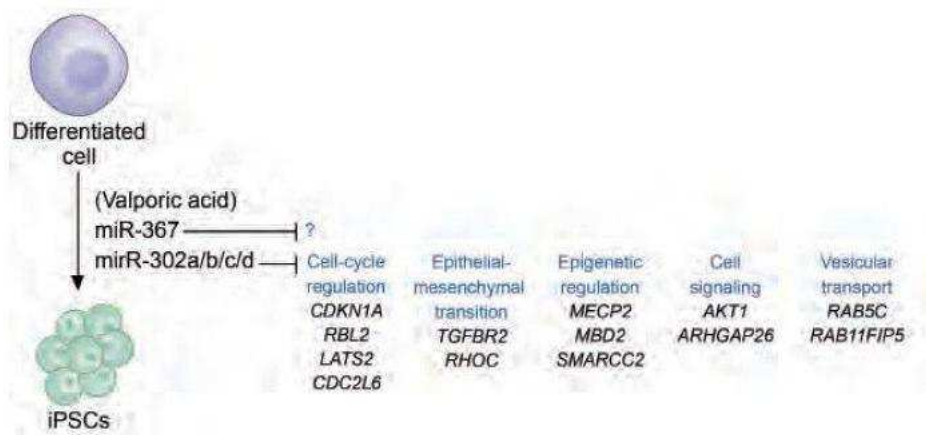 Differentiated
cell
(Valporic acid)
miR-367 ?
mirR-302a/b/c/d
Cell-cycle
regulation
CDKN1A
RBL2
LATS2
CDC2L6
Epithelial-
mesenchymal
transition
TGFBR2
RHOC
Epigenetic
regulation
MECP2
MBD2
SMARCC2
Cell
signaling
AKT1
ARHGAP26
Vesicular
transport
RAB5C
RAB11FIP5
iPSCs